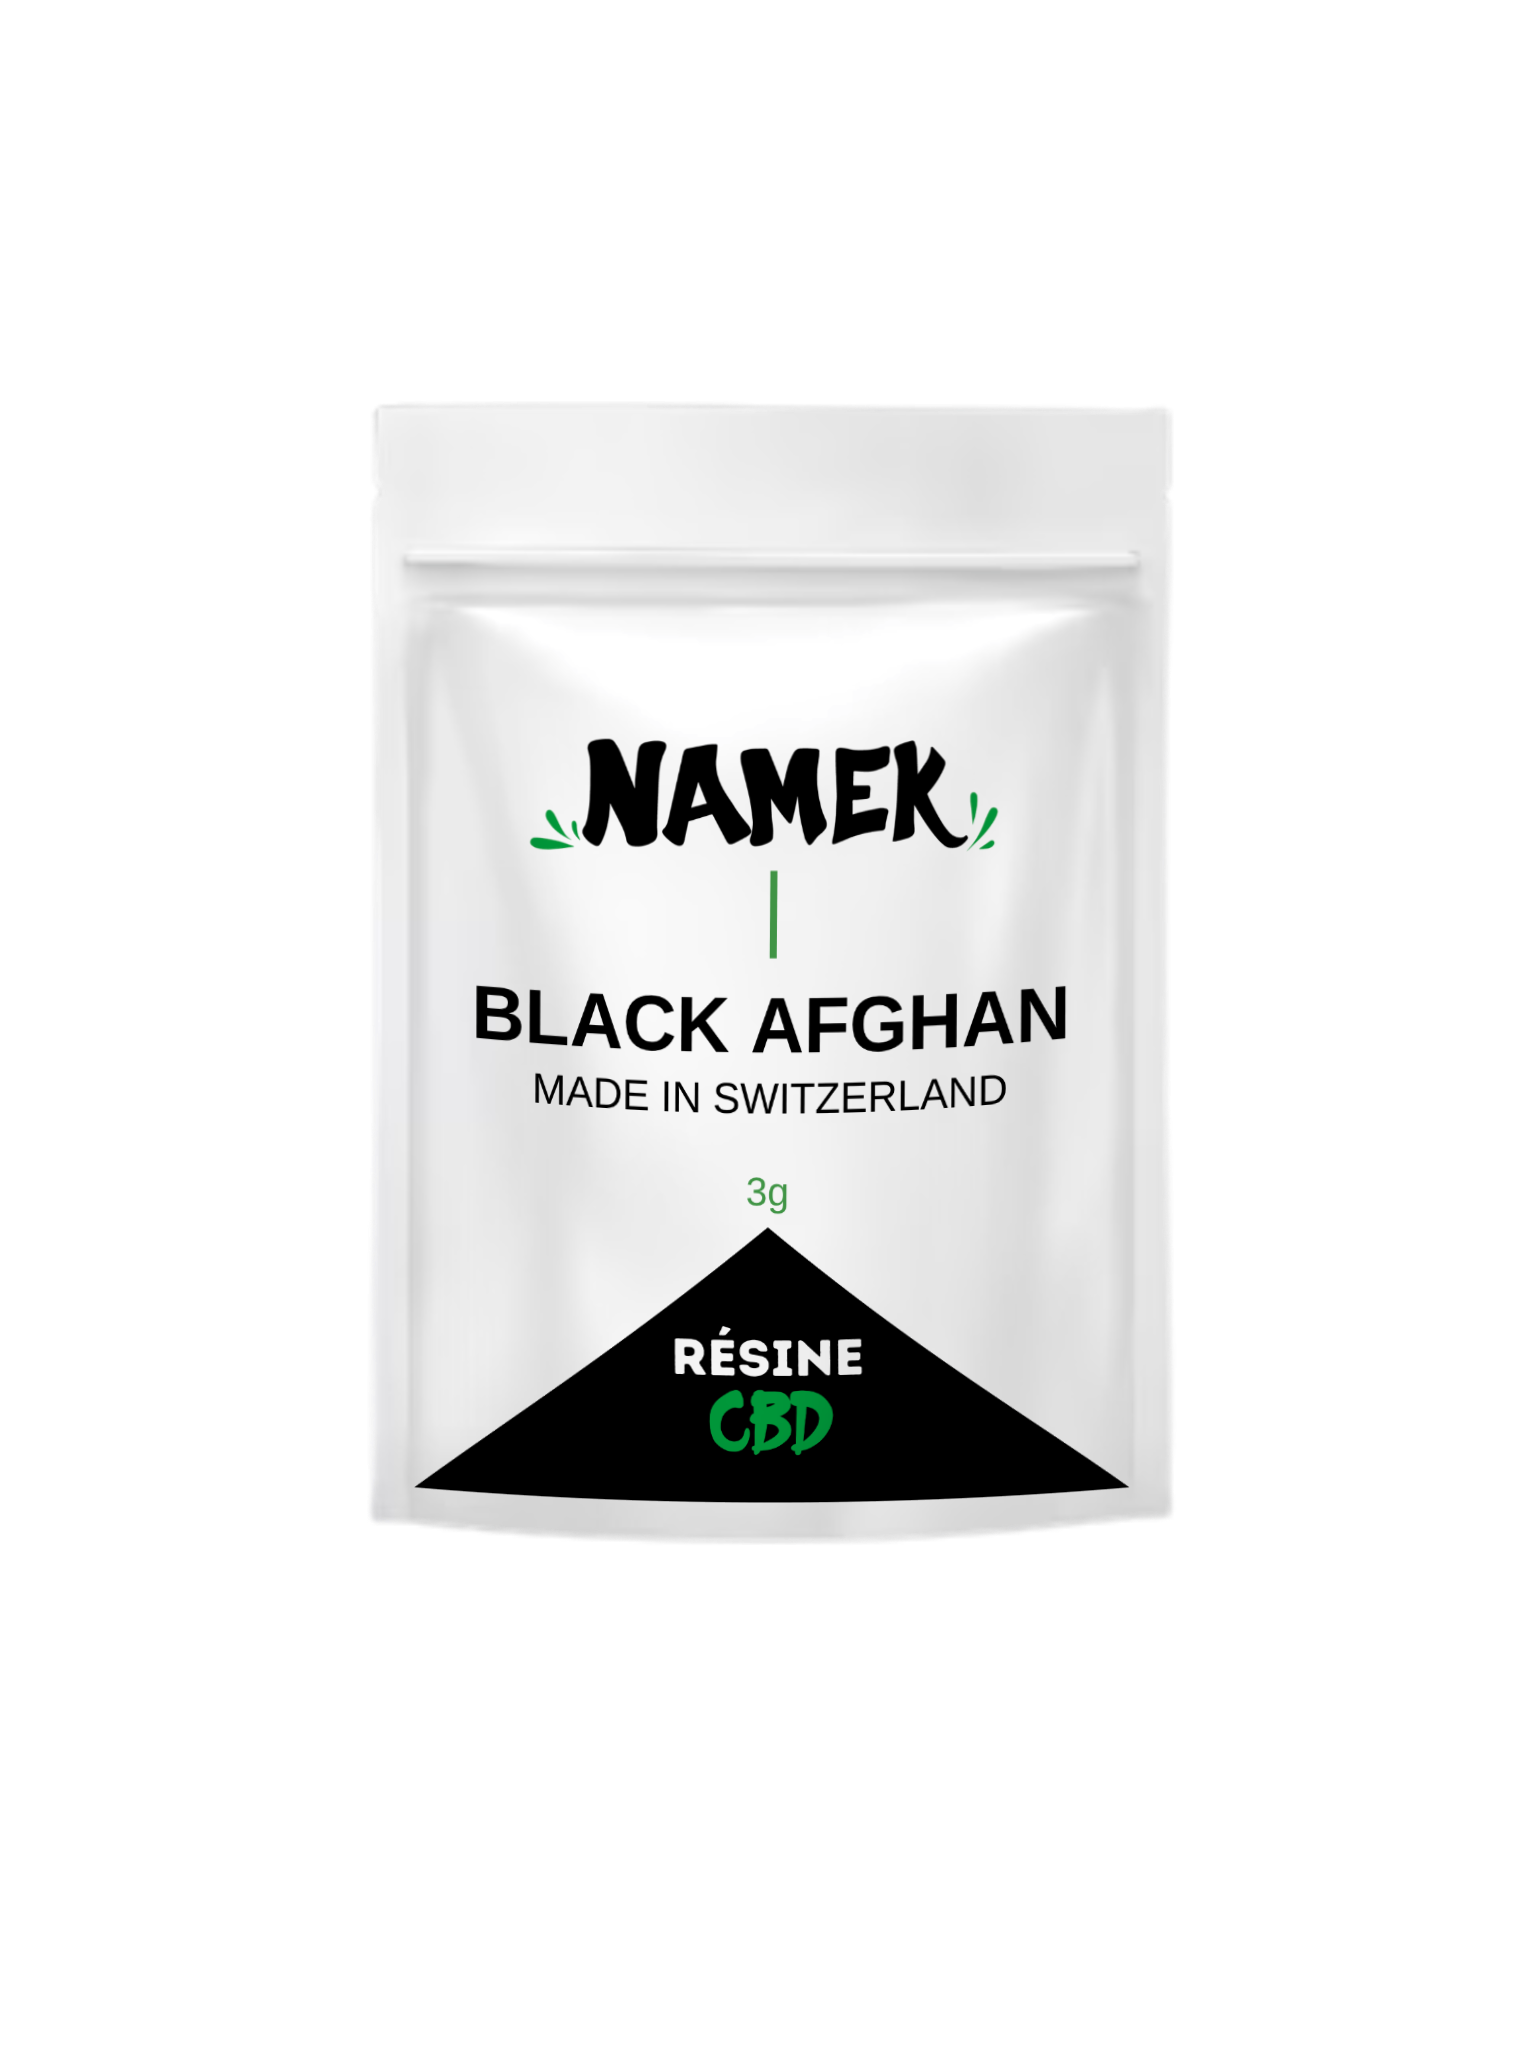 NAMEK
BLACK AFGHAN
MADE IN SWITZERLAND
3g
RÉSINE
CBD